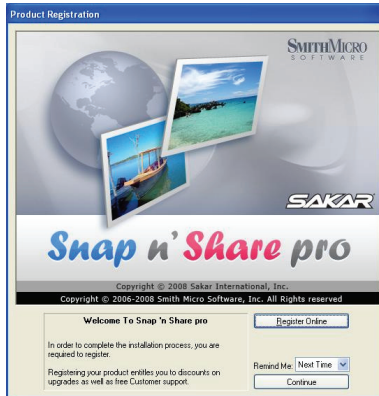 Product Registration
SMITHMICRO
SOFTWARE
SAKAR
Snap n' Share pro
Copyright © 2008 Sakar International, Inc.
Copyright © 2006-2008 Smith Micro Software, Inc. All Rights reserved
Welcome To Snap 'n Share pro
Register Online
In order to complete the installation process, you are
required to register.
Remind Me: Next Time
Registering your product entitles you to discounts on
upgrades as well as free Customer support.
Continue